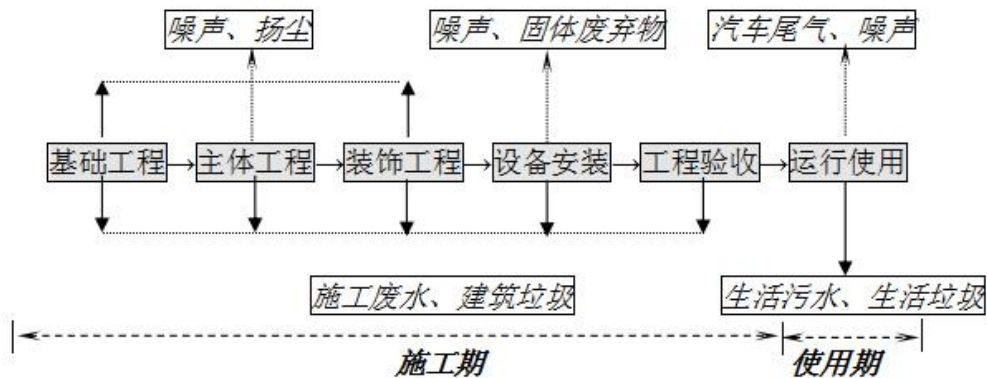 噪声、扬尘
噪声、固体废弃物
汽车尾气、噪声
基础工程
主体工程
装饰工程
设备安装
工程验收
运行使用
施工废水、建筑垃圾
生活污水、生活垃圾
施工期
使用期